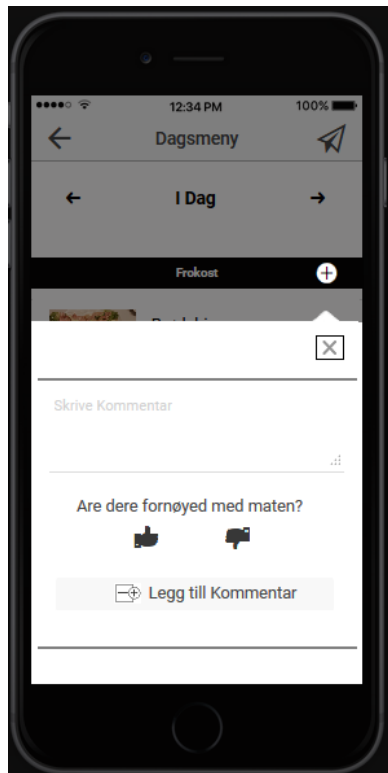 12:34 PM
100%
Dagsmeny
I Dag
Frokost
Skrive Kommentar
Are dere fornøyed med maten?
Legg till Kommentar